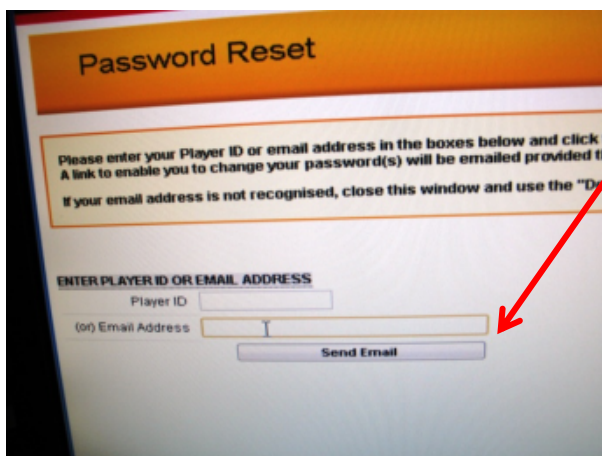 Password Reset
Please enter your Player ID or email address in the boxes below and click
A link to enable you to change your password(s) will be emailed provided
If your email address is not recognised, close this window and use the
ENTER PLAYER ID OR EMAIL ADDRESS
Player ID
(or) Email Address
Send Email